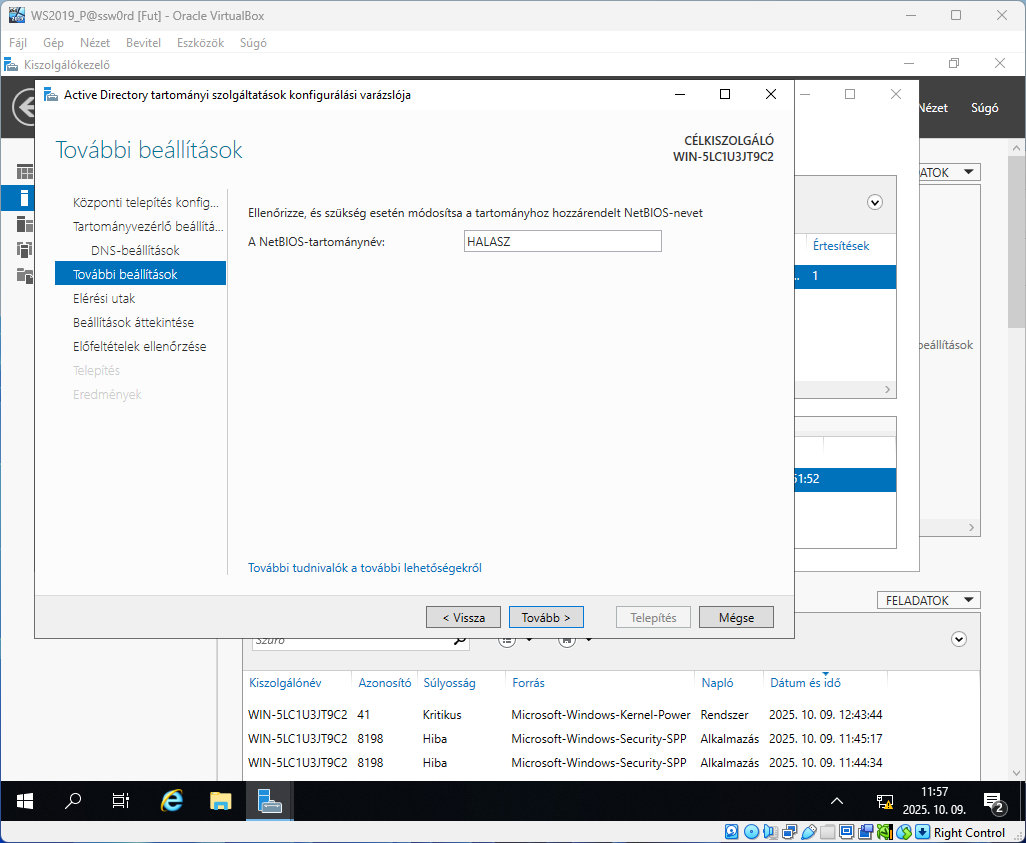 WS2019_P@ssw0rd [Fut] - Oracle VirtualBox
Fájl Gép Nézet Bevitel Eszközök Súgó
Kiszolgálókezelő
Nézet Súgó
Active Directory tartományi szolgáltatások konfigurálási varázslója
További beállítások
CÉLKISZOLGÁLÓ
WIN-5LC1U3JT9C2
Központi telepítés konfig...
Tartományvezérlő beállítá...
DNS-beállítások
További beállítások
Elérési utak
Beállítások áttekintése
Előfeltételek ellenőrzése
Telepítés
Eredmények
Ellenőrizze, és szükség esetén módosítsa a tartományhoz hozzárendelt NetBIOS-nevet
A NetBIOS-tartománynév: HALASZ
További tudnivalók a további lehetőségekről
< Vissza Tovább > Telepítés Mégse
ATOK
Értesítések
... 1
beállítások
51:52
FELADATOK
Szűrő
Kiszolgálónév Azonosító Súlyosság Forrás Napló Dátum és idő
WIN-5LC1U3JT9C2 41 Kritikus Microsoft-Windows-Kernel-Power Rendszer 2025. 10. 09. 12:43:44
WIN-5LC1U3JT9C2 8198 Hiba Microsoft-Windows-Security-SPP Alkalmazás 2025. 10. 09. 11:45:17
WIN-5LC1U3JT9C2 8198 Hiba Microsoft-Windows-Security-SPP Alkalmazás 2025. 10. 09. 11:44:34
11:57
2025. 10. 09.
2
Right Control